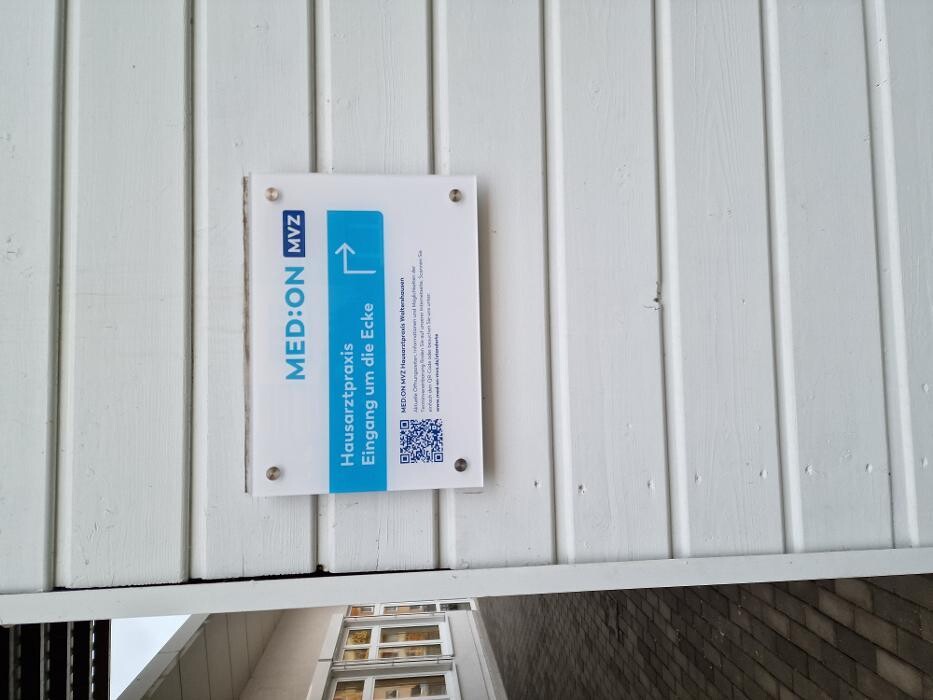 MED:ON MVZ
Hausarztpraxis
Eingang um die Ecke
MED:ON MVZ Hausarztpraxis Waltershausen
Aktuelle Öffnungszeiten, Informationen und Möglichkeiten der
Terminvereinbarung finden Sie auf unserer Internetseite. Scannen Sie
einfach den QR-Code oder besuchen Sie uns unter:
www.med-on-mvz.de/standorte